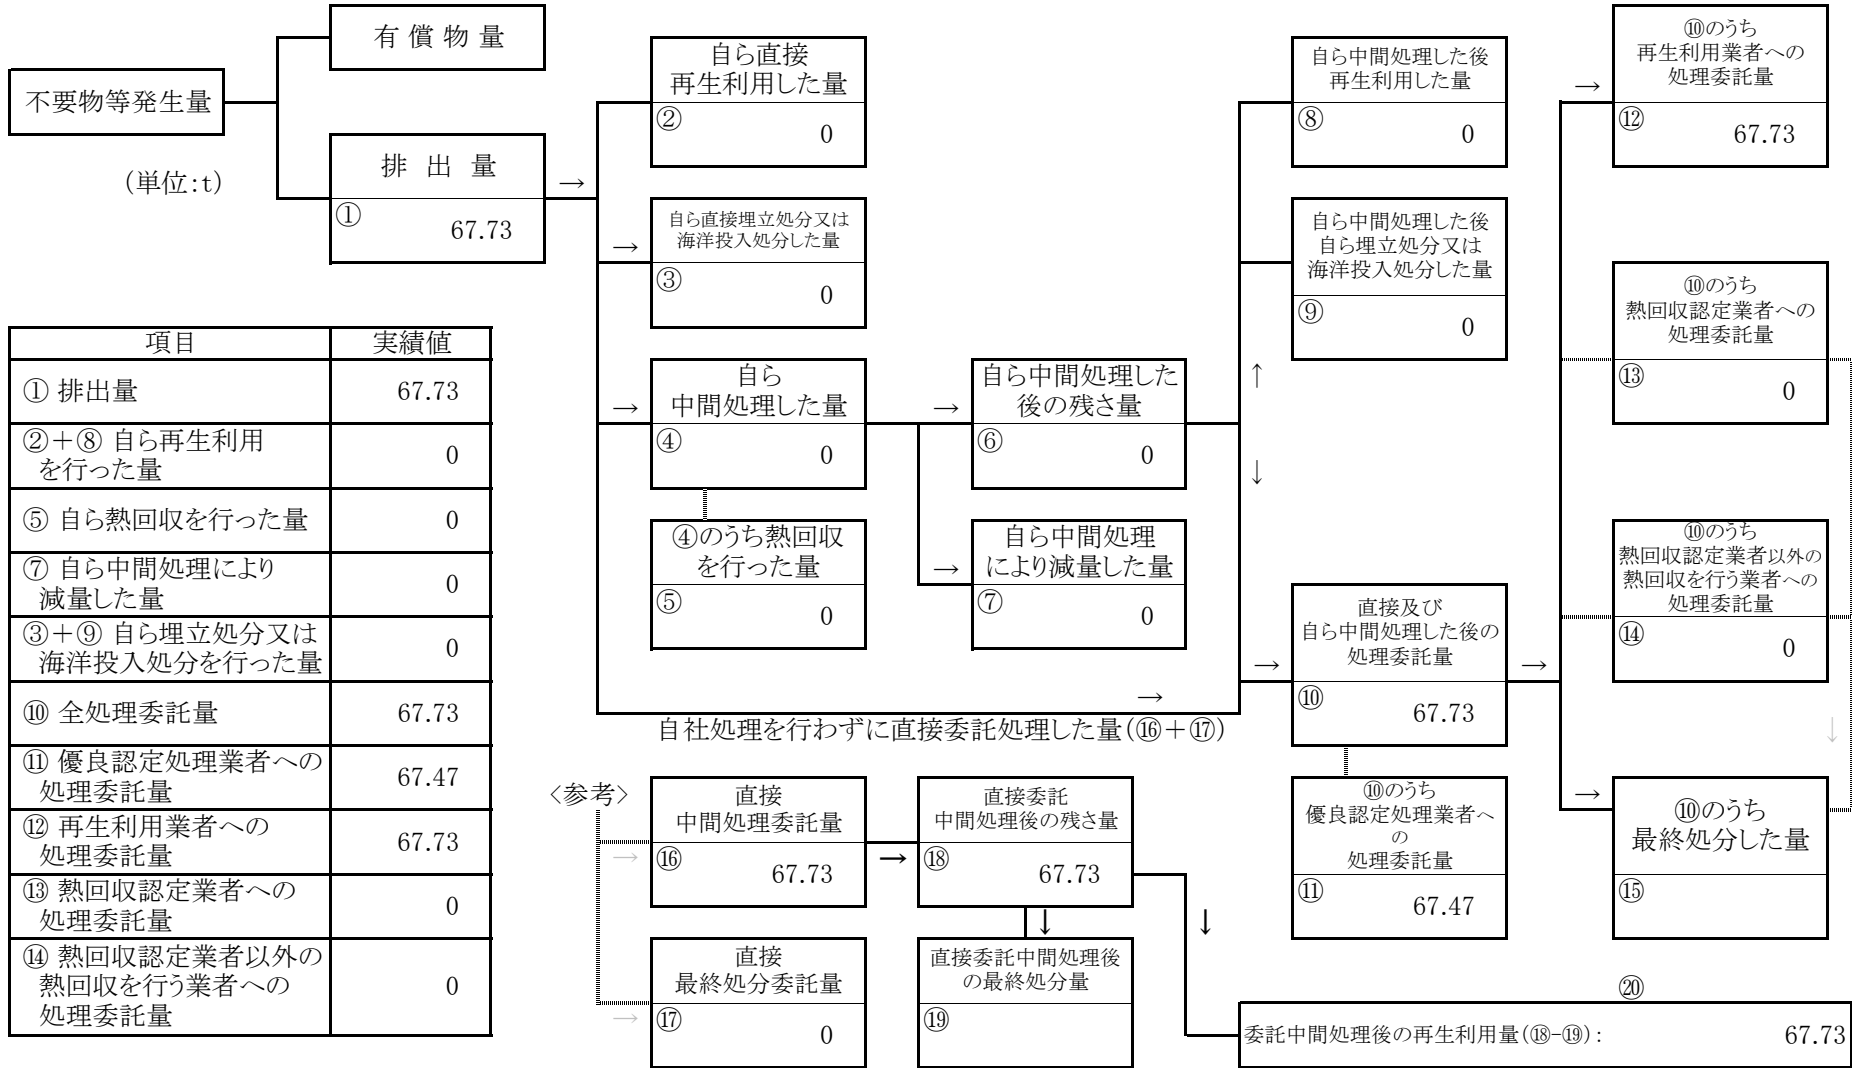 不要物等発生量
(単位:t)
有 償 物 量
排 出 量
→
①
67.73
自ら直接
再生利用した量
②
0
→
自ら直接埋立処分又は
海洋投入処分した量
③
0
→
自ら
中間処理した量
④
0
④のうち熱回収
を行った量
⑤
0
→
自ら中間処理した
後の残さ量
⑥
0
→
自ら中間処理
により減量した量
⑦
0
↑
↓
自ら中間処理した後
再生利用した量
⑧
0
自ら中間処理した後
自ら埋立処分又は
海洋投入処分した量
⑨
0
→
自社処理を行わずに直接委託処理した量(⑯+⑰)
→
直接及び
自ら中間処理した後の
処理委託量
⑩
67.73
→
⑩のうち
優良認定処理業者へ
の
処理委託量
⑪
67.47
→
⑩のうち
再生利用業者への
処理委託量
⑫
67.73
⑩のうち
熱回収認定業者への
処理委託量
⑬
0
⑩のうち
熱回収認定業者以外の
熱回収を行う業者への
処理委託量
⑭
0
↓
→
⑩のうち
最終処分した量
⑮
項目 実績値
① 排出量 67.73
②+⑧ 自ら再生利用
を行った量 0
⑤ 自ら熱回収を行った量 0
⑦ 自ら中間処理により
減量した量 0
③+⑨ 自ら埋立処分又は
海洋投入処分を行った量 0
⑩ 全処理委託量 67.73
⑪ 優良認定処理業者への
処理委託量 67.47
⑫ 再生利用業者への
処理委託量 67.73
⑬ 熱回収認定業者への
処理委託量 0
⑭ 熱回収認定業者以外の
熱回収を行う業者への
処理委託量 0
<参考>
→
直接
中間処理委託量
⑯
67.73
→
直接委託
中間処理後の残さ量
⑱
67.73
↓
↓
→
直接
最終処分委託量
⑰
0
直接委託中間処理後
の最終処分量
⑲
⑳
委託中間処理後の再生利用量(⑱-⑲): 67.73